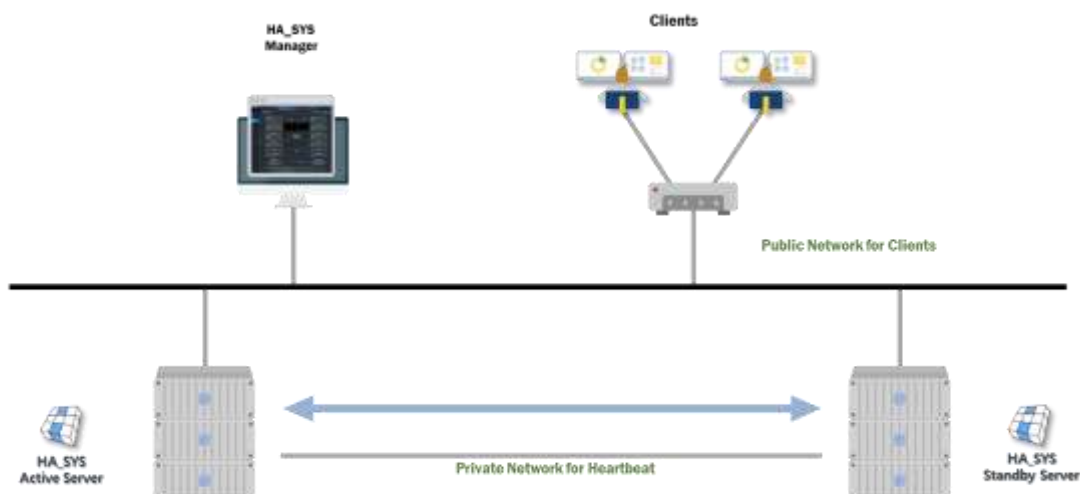 HA_SYS
Manager
Clients
Public Network for Clients
HA_SYS
Active Server
Private Network for Heartbeat
HA_SYS
Standby Server